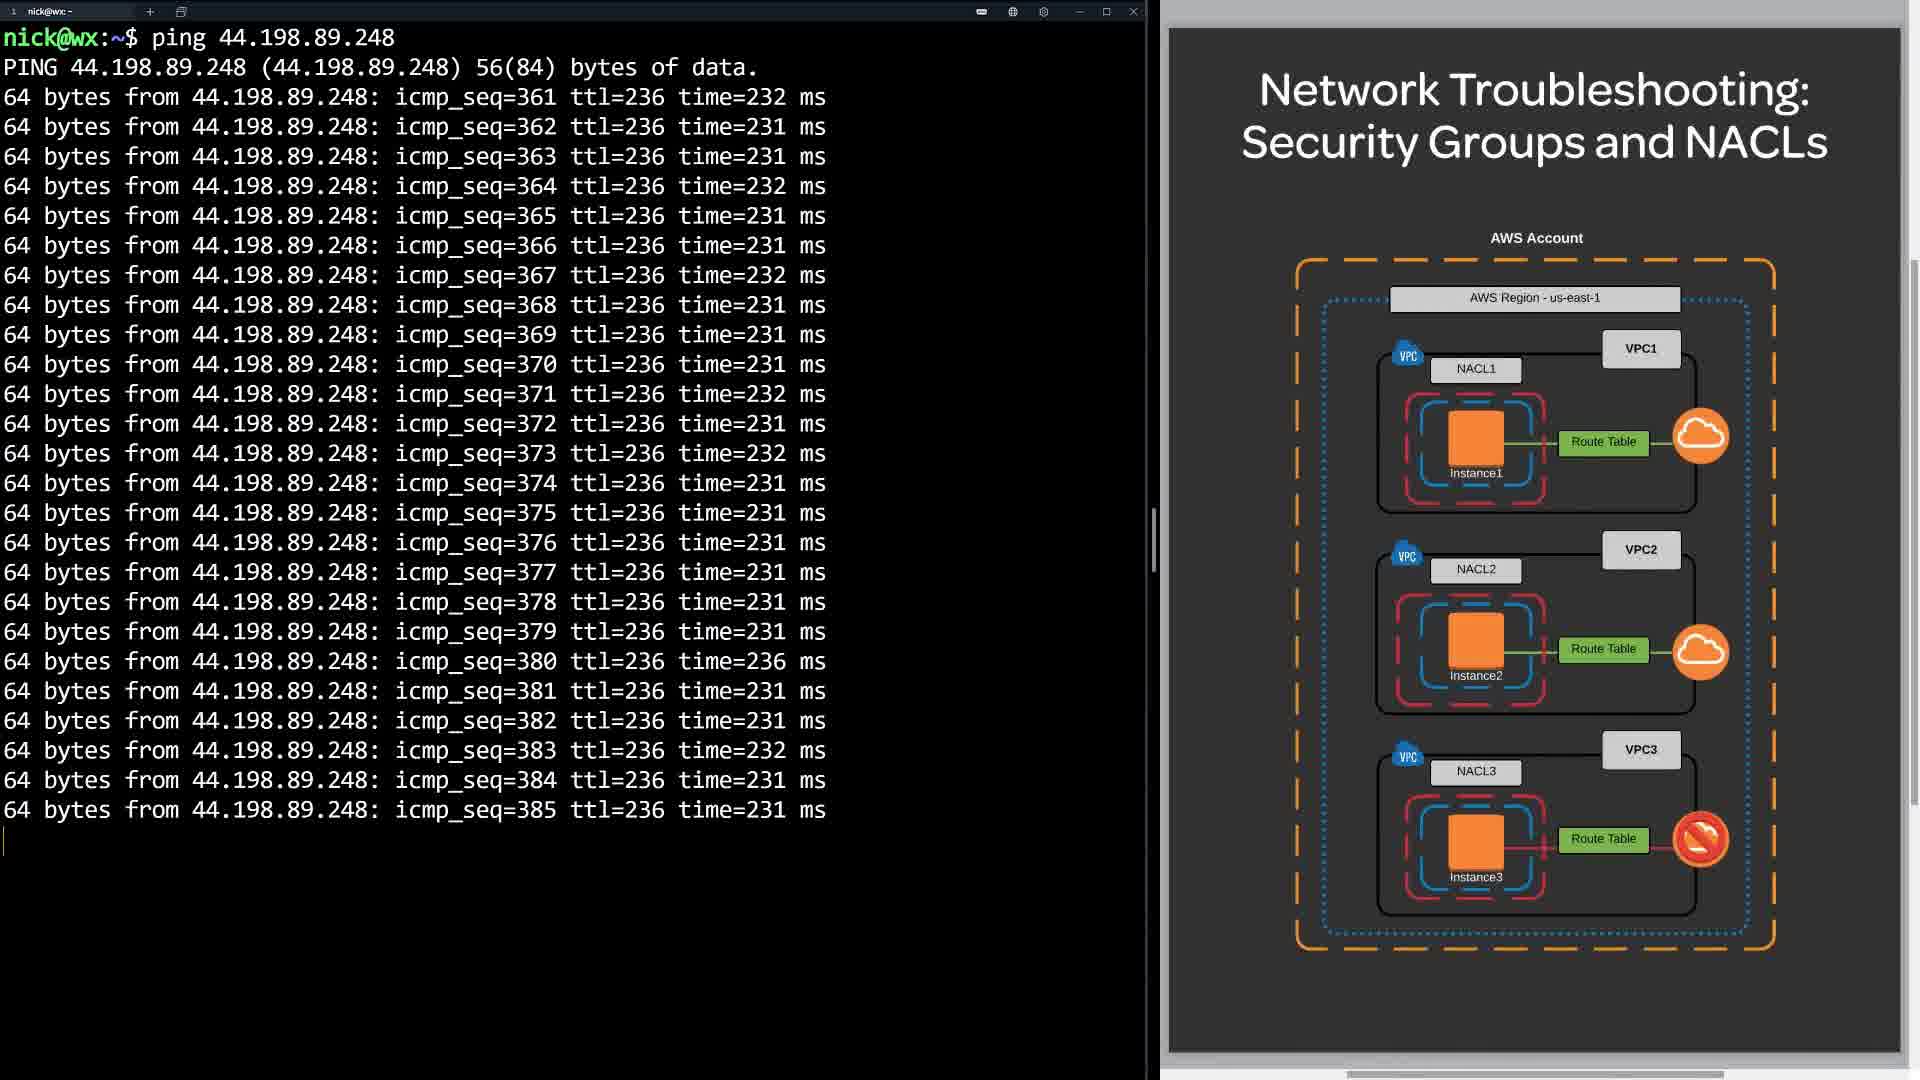 1 nick@wx: ~
nick@wx:~$ ping 44.198.89.248
PING 44.198.89.248 (44.198.89.248) 56(84) bytes of data.
64 bytes from 44.198.89.248: icmp_seq=361 ttl=236 time=232 ms
64 bytes from 44.198.89.248: icmp_seq=362 ttl=236 time=231 ms
64 bytes from 44.198.89.248: icmp_seq=363 ttl=236 time=231 ms
64 bytes from 44.198.89.248: icmp_seq=364 ttl=236 time=232 ms
64 bytes from 44.198.89.248: icmp_seq=365 ttl=236 time=231 ms
64 bytes from 44.198.89.248: icmp_seq=366 ttl=236 time=231 ms
64 bytes from 44.198.89.248: icmp_seq=367 ttl=236 time=232 ms
64 bytes from 44.198.89.248: icmp_seq=368 ttl=236 time=231 ms
64 bytes from 44.198.89.248: icmp_seq=369 ttl=236 time=231 ms
64 bytes from 44.198.89.248: icmp_seq=370 ttl=236 time=231 ms
64 bytes from 44.198.89.248: icmp_seq=371 ttl=236 time=232 ms
64 bytes from 44.198.89.248: icmp_seq=372 ttl=236 time=231 ms
64 bytes from 44.198.89.248: icmp_seq=373 ttl=236 time=232 ms
64 bytes from 44.198.89.248: icmp_seq=374 ttl=236 time=231 ms
64 bytes from 44.198.89.248: icmp_seq=375 ttl=236 time=231 ms
64 bytes from 44.198.89.248: icmp_seq=376 ttl=236 time=231 ms
64 bytes from 44.198.89.248: icmp_seq=377 ttl=236 time=231 ms
64 bytes from 44.198.89.248: icmp_seq=378 ttl=236 time=231 ms
64 bytes from 44.198.89.248: icmp_seq=379 ttl=236 time=231 ms
64 bytes from 44.198.89.248: icmp_seq=380 ttl=236 time=236 ms
64 bytes from 44.198.89.248: icmp_seq=381 ttl=236 time=231 ms
64 bytes from 44.198.89.248: icmp_seq=382 ttl=236 time=231 ms
64 bytes from 44.198.89.248: icmp_seq=383 ttl=236 time=232 ms
64 bytes from 44.198.89.248: icmp_seq=384 ttl=236 time=231 ms
64 bytes from 44.198.89.248: icmp_seq=385 ttl=236 time=231 ms
Network Troubleshooting:
Security Groups and NACLs
AWS Account
AWS Region - us-east-1
VPC
VPC1
NACL1
Instance1
Route Table
VPC
VPC2
NACL2
Instance2
Route Table
VPC
VPC3
NACL3
Instance3
Route Table